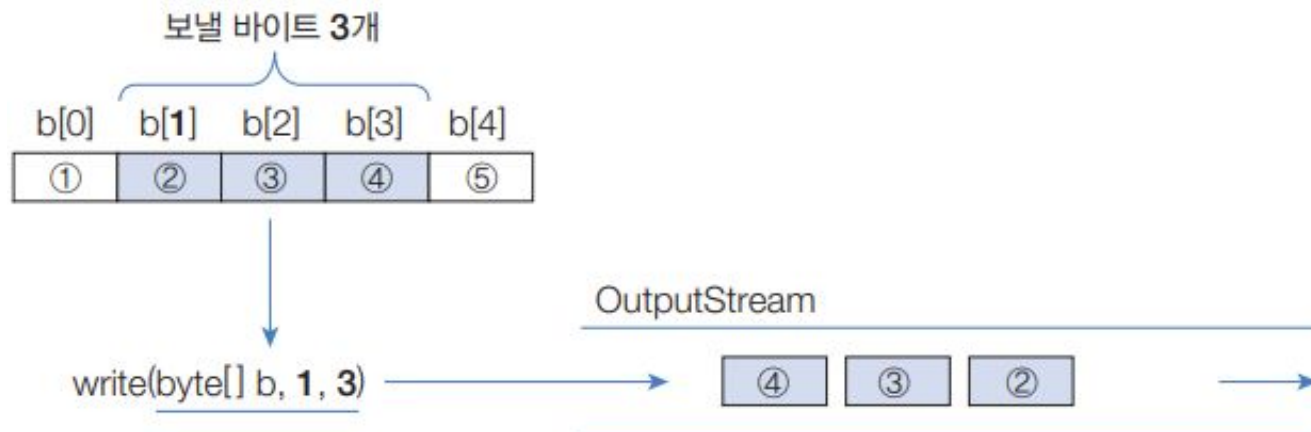 보낼 바이트 3개
b[0] b[1] b[2] b[3] b[4]
① ② ③ ④ ⑤
OutputStream
write(byte[] b, 1, 3)
④ ③ ②